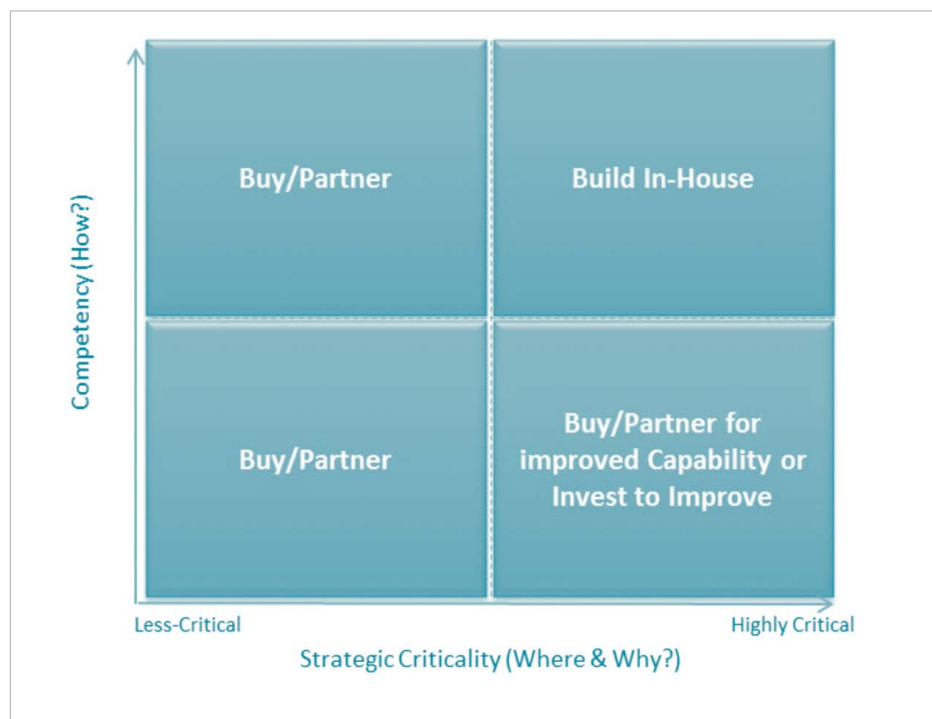 Competency (How?)
Buy/Partner
Build In-House
Buy/Partner
Buy/Partner for
improved Capability or
Invest to Improve
Less-Critical
Highly Critical
Strategic Criticality (Where & Why?)